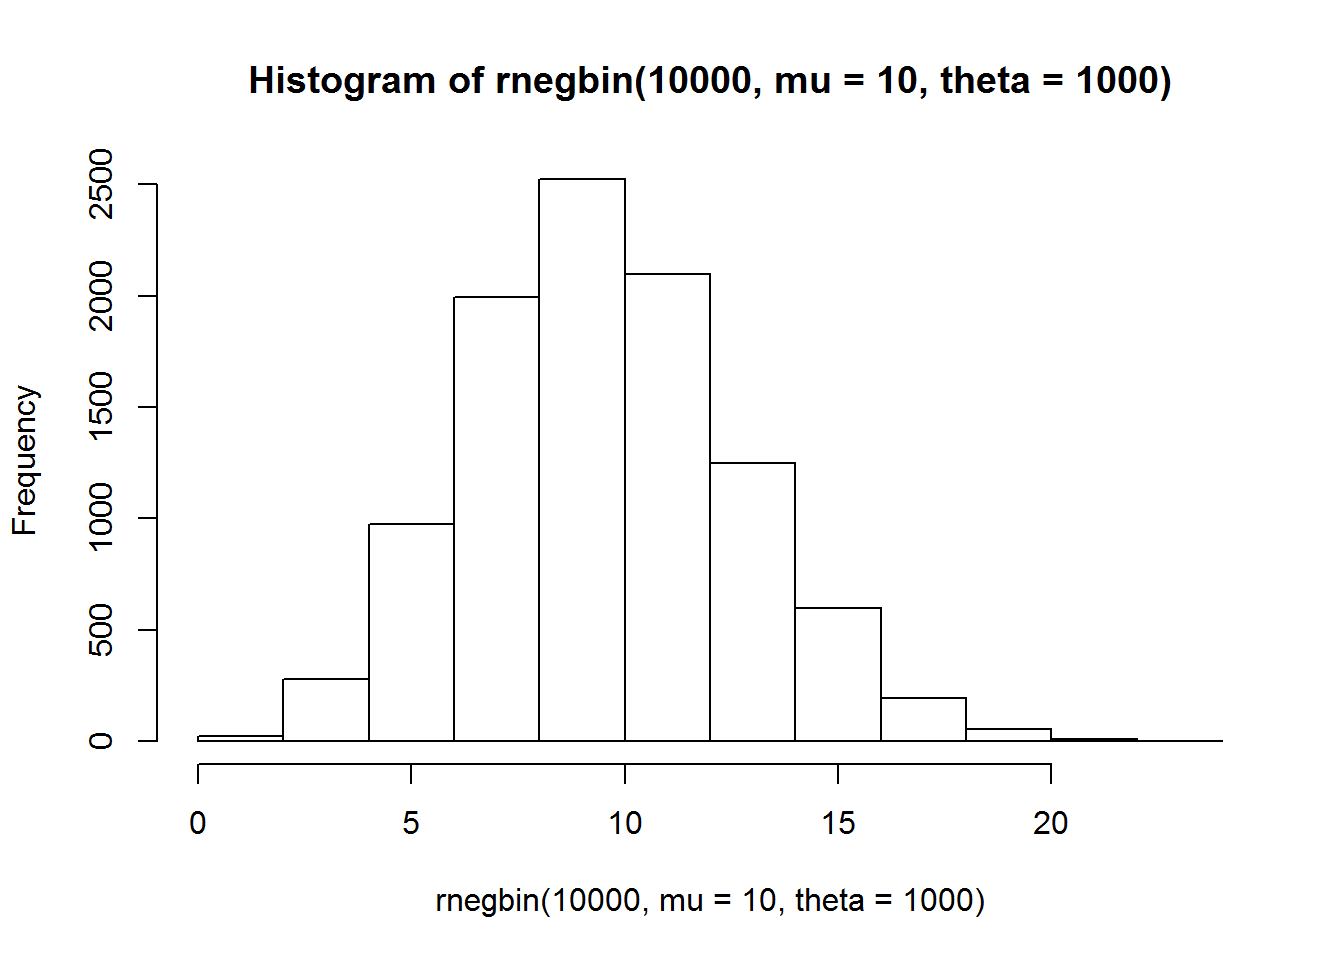 Histogram of rnegbin(10000, mu = 10, theta = 1000)
Frequency
2500
2000
1500
1000
500
0
0 5 10 15 20
rnegbin(10000, mu = 10, theta = 1000)